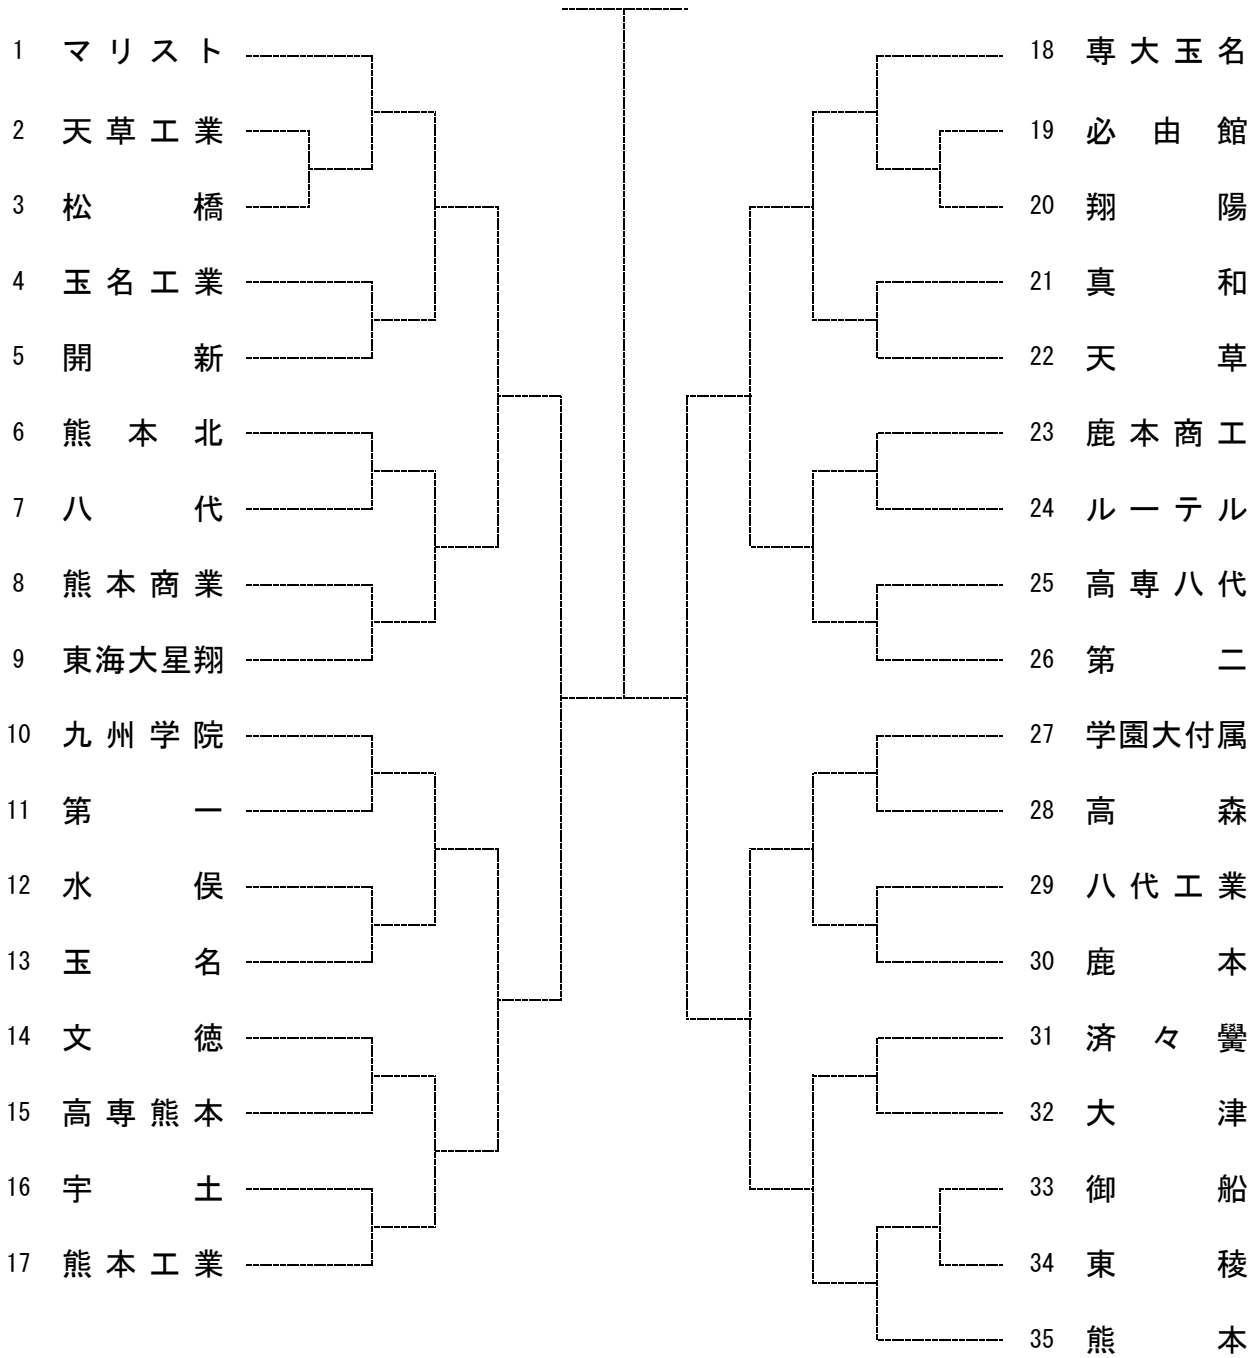 1 マリスト
2 天草工業
3 松橋
4 玉名工業
5 開新
6 熊本北
7 八代
8 熊本商業
9 東海大星翔
10 九州学院
11 第一
12 水俣
13 玉名
14 文徳
15 高専熊本
16 宇土
17 熊本工業
18 専大玉名
19 必由館
20 翔陽
21 真和
22 天草
23 鹿本商工
24 ルーテル
25 高専八代
26 第二
27 学園大付属
28 高森
29 八代工業
30 鹿本
31 済々黌
32 大津
33 御船
34 東稜
35 熊本